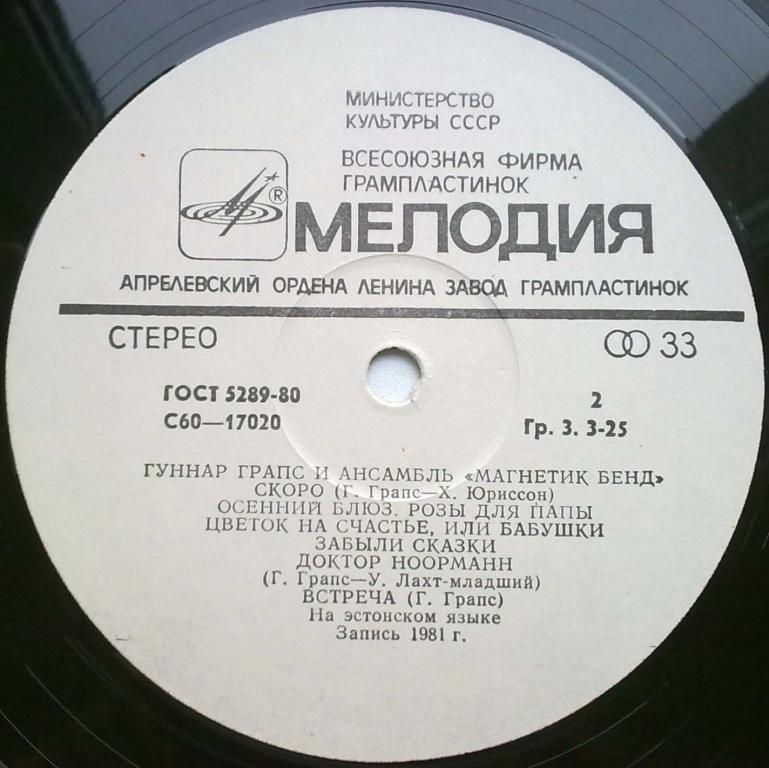 МИНИСТЕРСТВО
КУЛЬТУРЫ СССР
ВСЕСОЮЗНАЯ ФИРМА
ГРАМПЛАСТИНОК
®
МЕЛОДИЯ
АПРЕЛЕВСКИЙ ОРДЕНА ЛЕНИНА ЗАВОД ГРАМПЛАСТИНОК
СТЕРЕО 33
ГОСТ 5289-80 2
С60—17020 Гр. 3. 3-25
ГУННАР ГРАПС И АНСАМБЛЬ «МАГНЕТИК БЕНД»
СКОРО (Г. Грапс—Х. Юриссон)
ОСЕННИЙ БЛЮЗ. РОЗЫ ДЛЯ ПАПЫ
ЦВЕТОК НА СЧАСТЬЕ, ИЛИ БАБУШКИ
ЗАБЫЛИ СКАЗКИ
ДОКТОР НООРМАНН
(Г. Грапс—У. Лахт-младший)
ВСТРЕЧА (Г. Грапс)
На эстонском языке
Запись 1981 г.